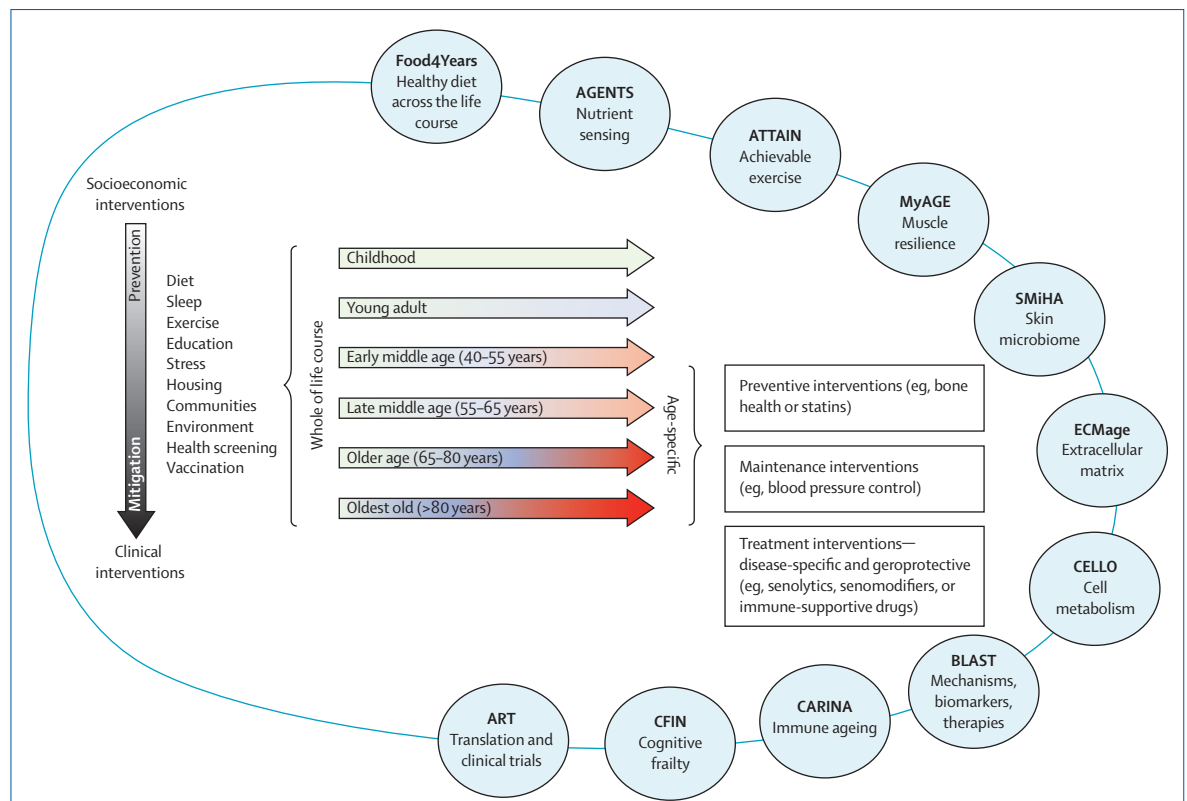 Food4Years
Healthy diet
across the life
course
AGENTS
Nutrient
sensing
ATTAIN
Achievable
exercise
MyAGE
Muscle
resilience
SMiHA
Skin
microbiome
ECMage
Extracellular
matrix
CELLO
Cell
metabolism
BLAST
Mechanisms,
biomarkers,
therapies
CARINA
Immune ageing
CFIN
Cognitive
frailty
ART
Translation and
clinical trials
Socioeconomic
interventions
Prevention
Mitigation
Clinical
interventions
Diet
Sleep
Exercise
Education
Stress
Housing
Communities
Environment
Health screening
Vaccination
Whole of life course
Childhood
Young adult
Early middle age (40–55 years)
Late middle age (55–65 years)
Older age (65–80 years)
Oldest old (>80 years)
Age-specific
Preventive interventions (eg, bone
health or statins)
Maintenance interventions
(eg, blood pressure control)
Treatment interventions—
disease-specific and geroprotective
(eg, senolytics, senomodifiers, or
immune-supportive drugs)